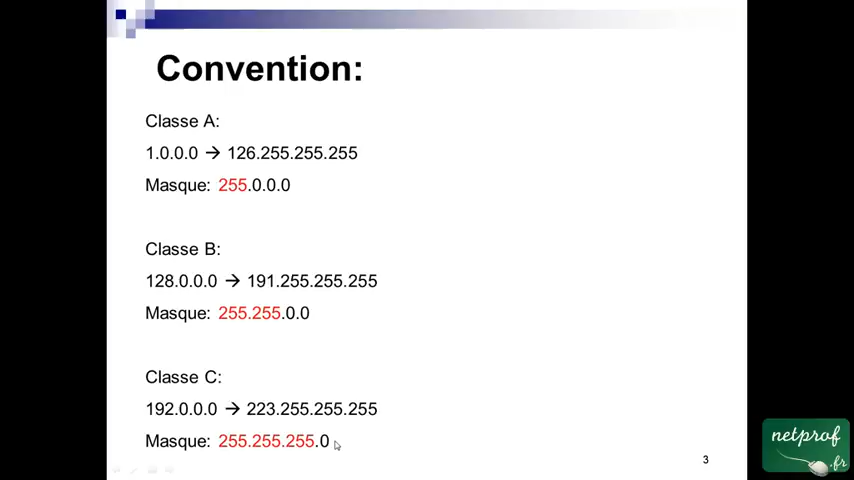 Convention:
Classe A:
1.0.0.0 → 126.255.255.255
Masque: 255.0.0.0
Classe B:
128.0.0.0 → 191.255.255.255
Masque: 255.255.0.0
Classe C:
192.0.0.0 → 223.255.255.255
Masque: 255.255.255.0
3
netprof
.fr